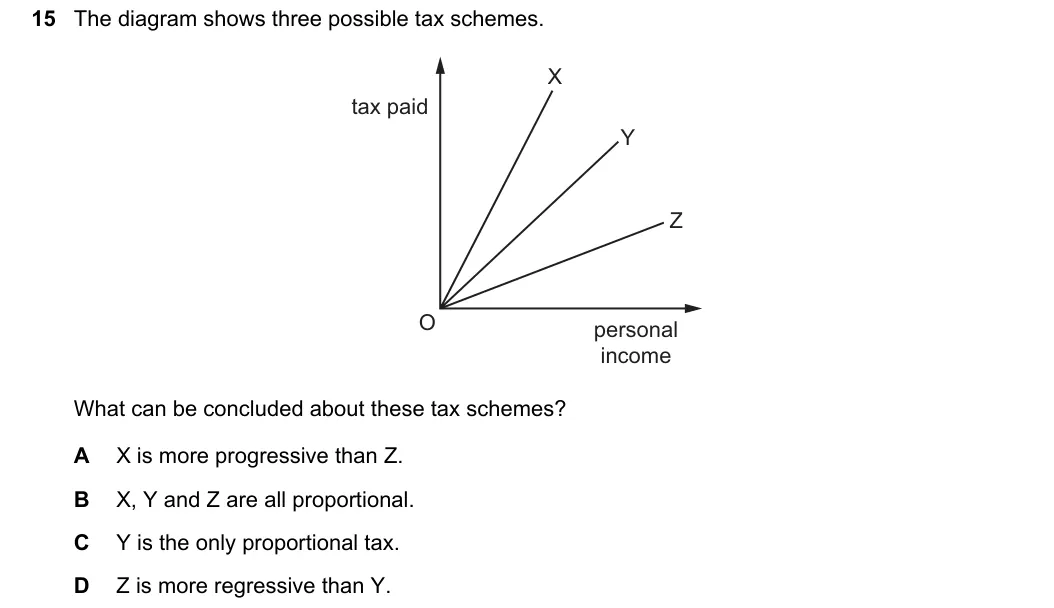 15 The diagram shows three possible tax schemes.
X
tax paid
Y
Z
O
personal
income
What can be concluded about these tax schemes?
A X is more progressive than Z.
B X, Y and Z are all proportional.
C Y is the only proportional tax.
D Z is more regressive than Y.